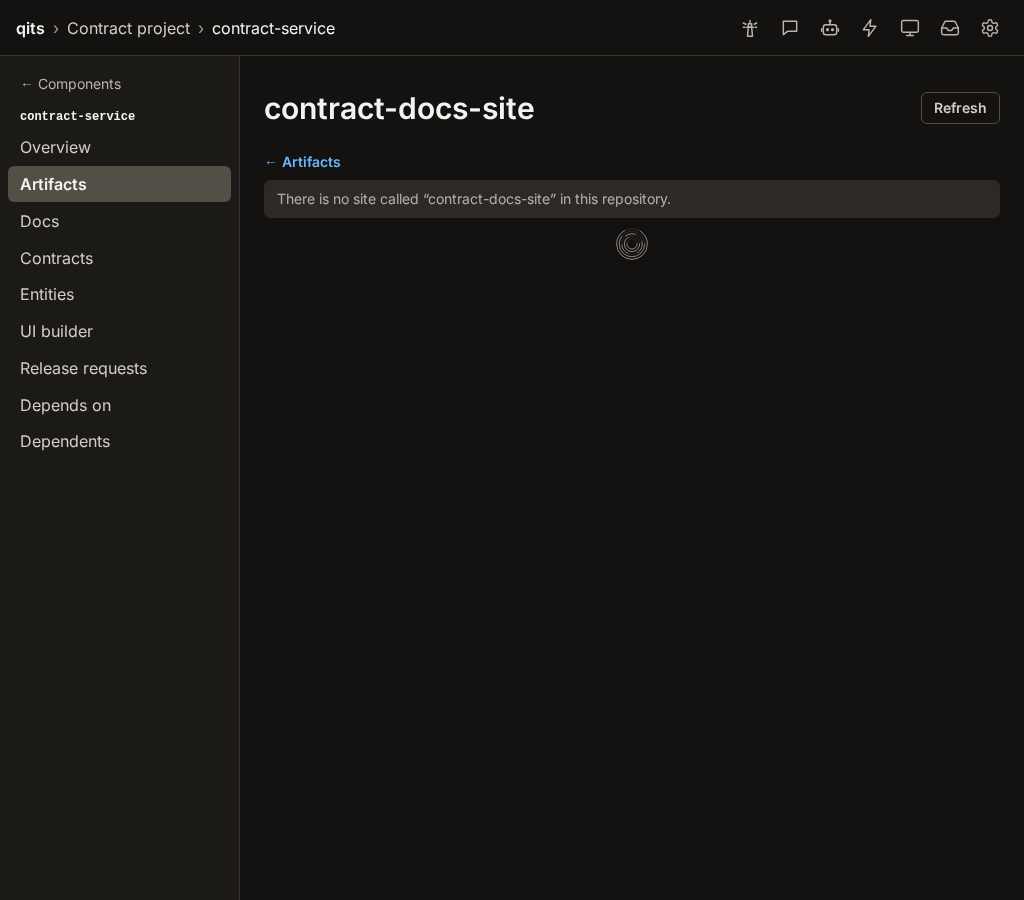 qits › Contract project › contract-service
← Components
contract-service
Overview
Artifacts
Docs
Contracts
Entities
UI builder
Release requests
Depends on
Dependents
contract-docs-site
Refresh
← Artifacts
There is no site called “contract-docs-site” in this repository.